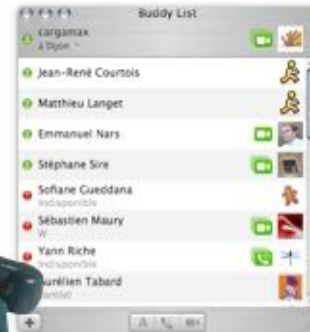 Buddy List
cargamax
à Dijon
Jean-René Courtois
Matthieu Langet
Emmanuel Nars
Stéphane Sire
Sofiane Gueddana
Indisponible
Sébastien Maury
W
Yann Riche
Indisponible
Aurélien Tabard
A